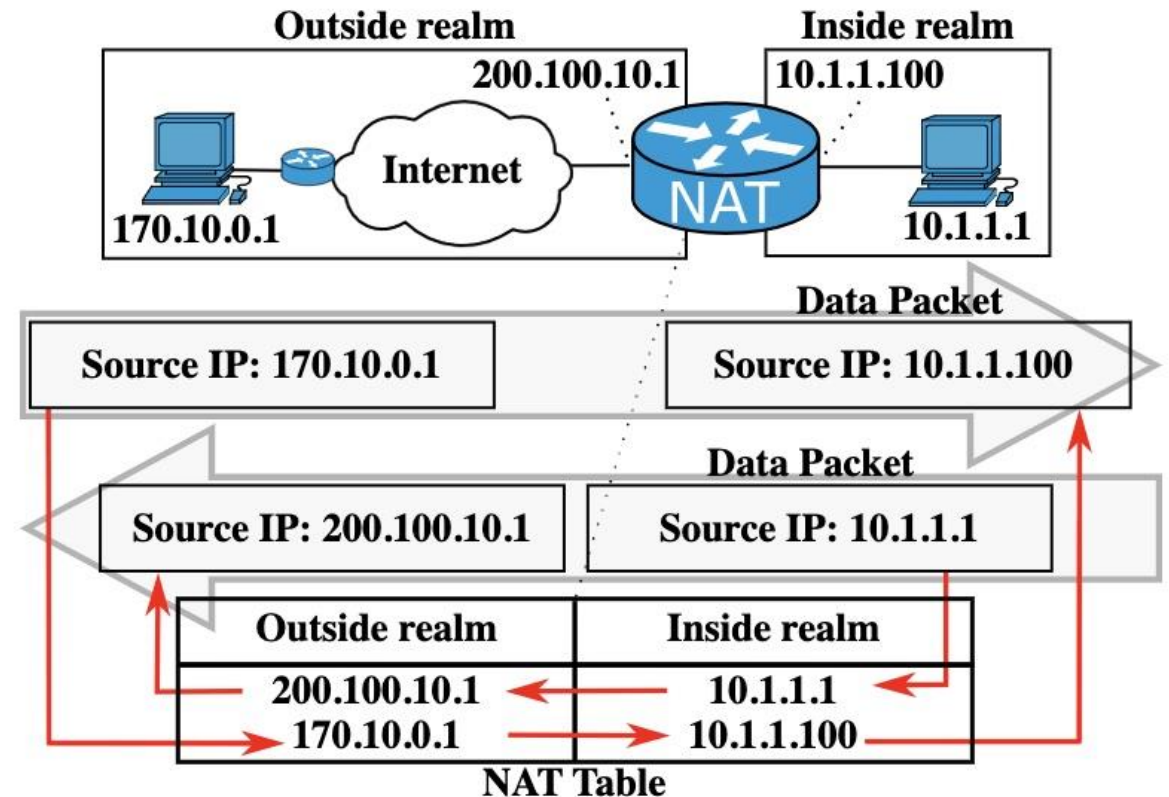 Outside realm
Inside realm
200.100.10.1
10.1.1.100
Internet
NAT
170.10.0.1
10.1.1.1
Data Packet
Source IP: 170.10.0.1
Source IP: 10.1.1.100
Data Packet
Source IP: 200.100.10.1
Source IP: 10.1.1.1
Outside realm
Inside realm
200.100.10.1
10.1.1.1
170.10.0.1
10.1.1.100
NAT Table